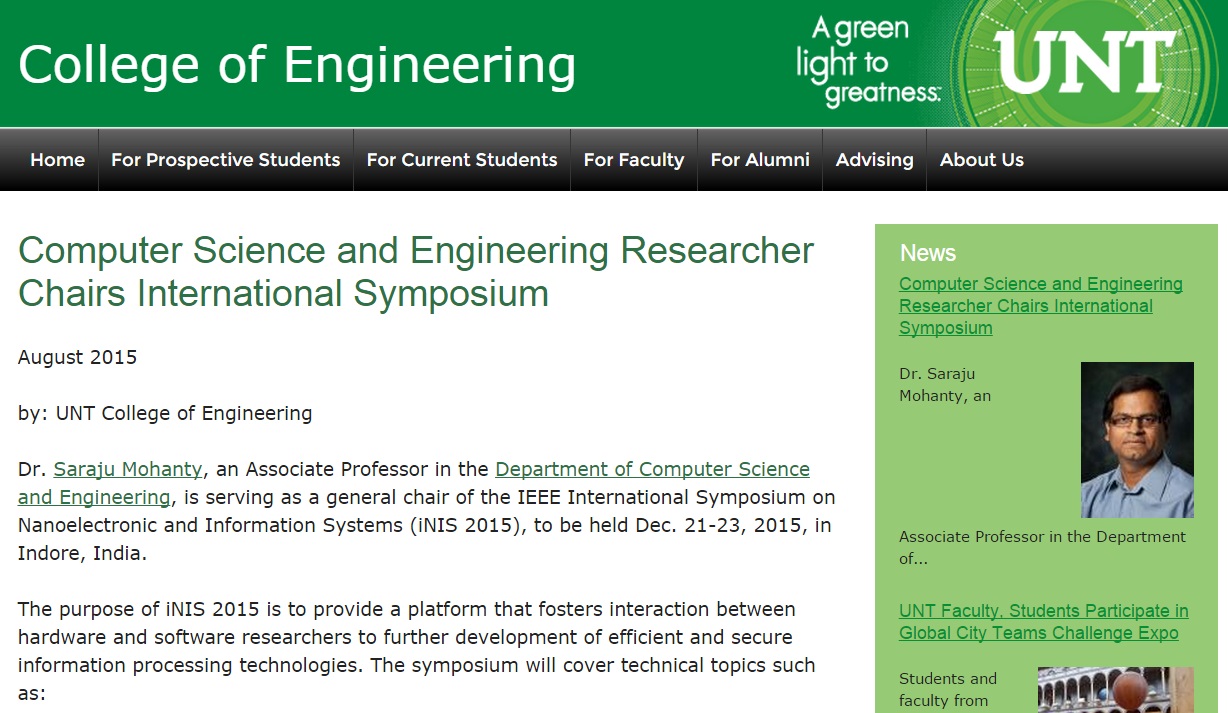 College of Engineering
A green
light to
greateness:
UNT
Home For Prospective Students For Current Students For Faculty For Alumni Advising About Us
Computer Science and Engineering Researcher
Chairs International Symposium
August 2015
by: UNT College of Engineering
Dr. Saraju Mohanty, an Associate Professor in the Department of Computer Science
and Engineering, is serving as a general chair of the IEEE International Symposium on
Nanoelectronic and Information Systems (iNIS 2015), to be held Dec. 21-23, 2015, in
Indore, India.
The purpose of iNIS 2015 is to provide a platform that fosters interaction between
hardware and software researchers to further development of efficient and secure
information processing technologies. The symposium will cover technical topics such
as:
News
Computer Science and Engineering
Researcher Chairs International
Symposium
Dr. Saraju
Mohanty, an
Associate Professor in the Department
of...
UNT Faculty, Students Participate in
Global City Teams Challenge Expo
Students and
faculty from